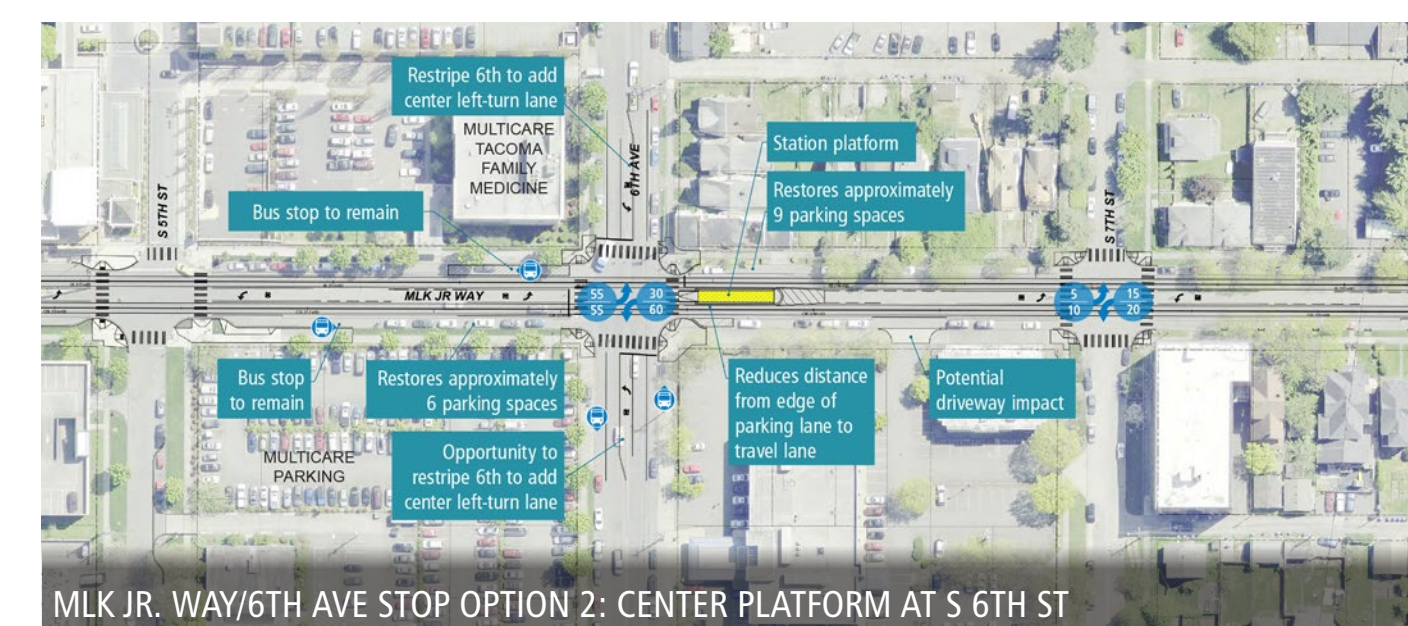 Restripe 6th to add
center left-turn lane
MULTICARE
TACOMA
FAMILY
MEDICINE
6TH AVE
Station platform
Restores approximately
9 parking spaces
S 5TH ST
S 7TH ST
Bus stop to remain
MLK JR WAY
55
55
30
60
5
10
15
20
Bus stop
to remain
Restores approximately
6 parking spaces
Reduces distance
from edge of
parking lane to
travel lane
Potential
driveway impact
MULTICARE
PARKING
Opportunity to
restripe 6th to add
center left-turn lane
MLK JR. WAY/6TH AVE STOP OPTION 2: CENTER PLATFORM AT S 6TH ST